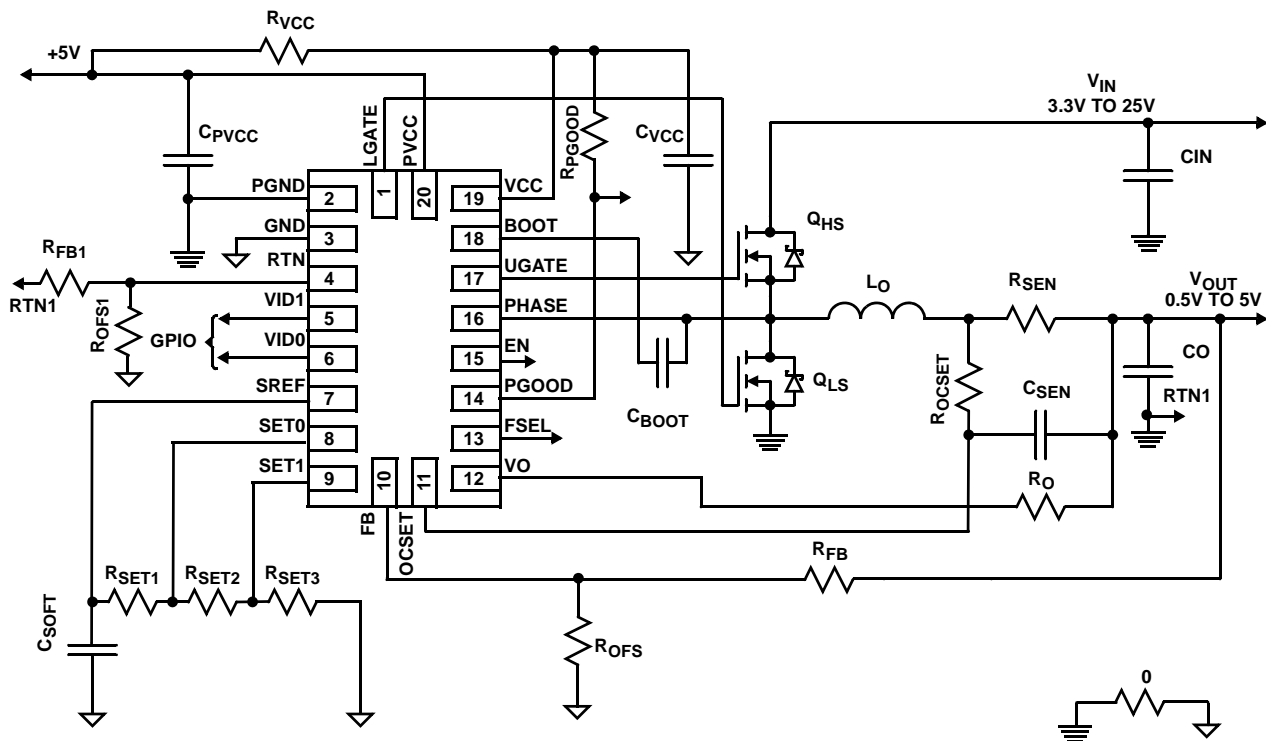 RVCC
+5V
CPVCC
LGATE
PVCC
RPGOOD
CVCC
VIN
3.3V TO 25V
CIN
PGND
2
1
20
19
VCC
GND
3
18
BOOT
QHS
RFB1
RTN
4
17
UGATE
RTN1
ROFS1
VID1
5
16
PHASE
LO
RSEN
VOUT
0.5V TO 5V
GPIO
VID0
6
15
EN
QLS
ROCSET
CSEN
CO
RTN1
SREF
7
14
PGOOD
CBOOT
SET0
8
13
FSEL
SET1
9
10
11
12
VO
RO
FB
OCSET
RFB
RSET1
RSET2
RSET3
CSOFT
ROFS
0